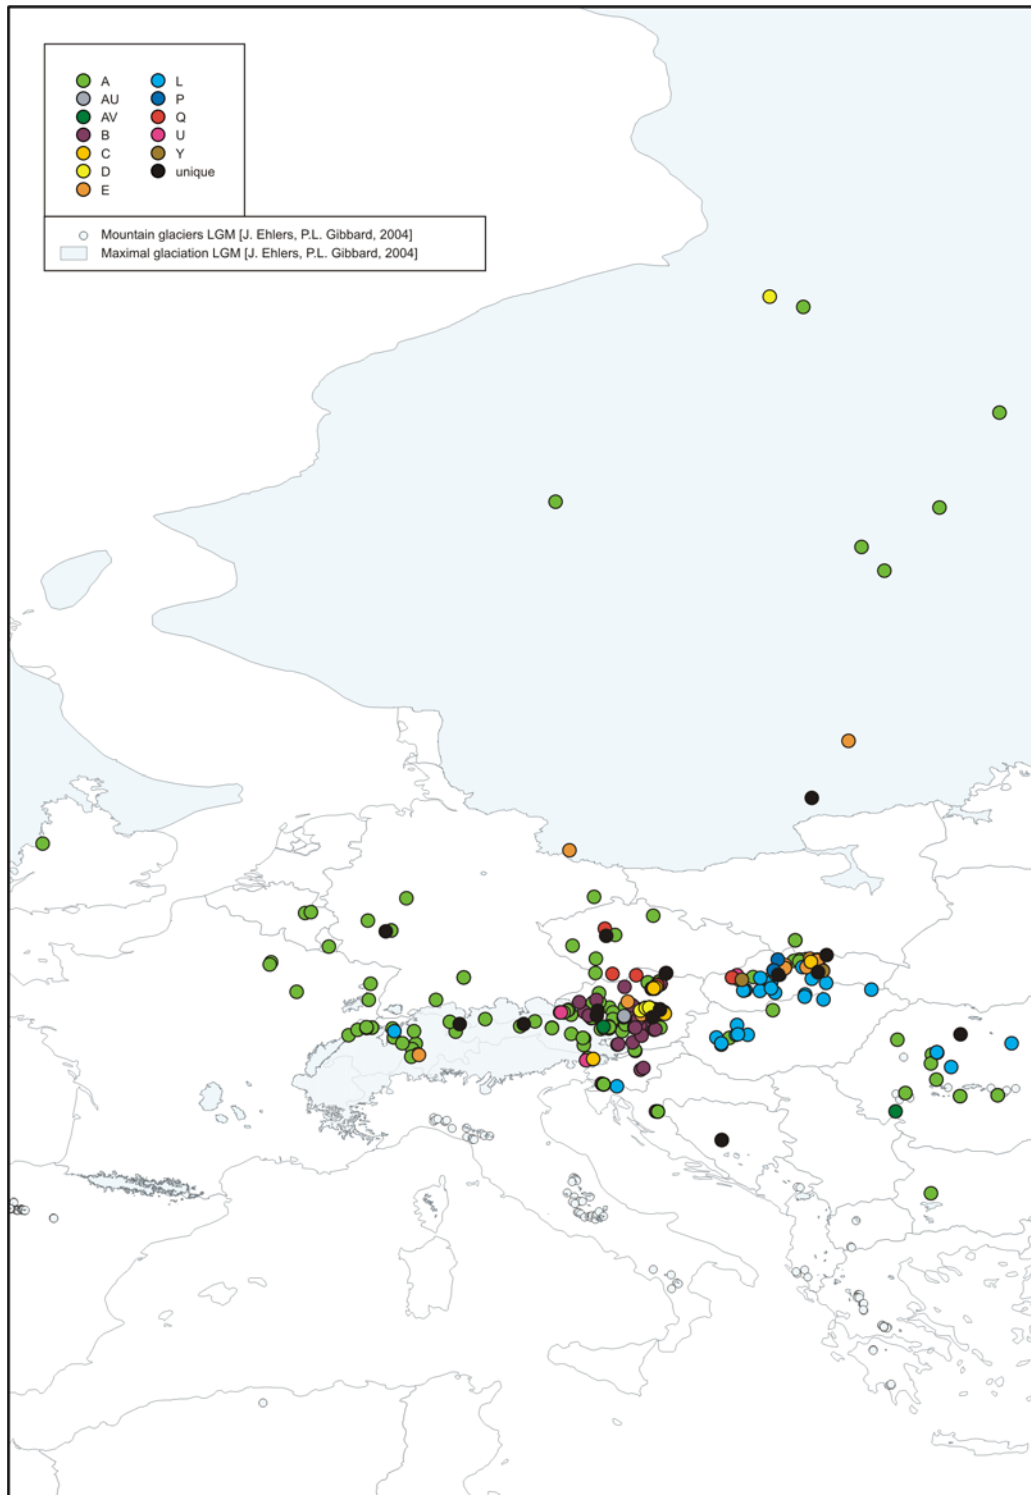 A
AU
AV
B
C
D
E
L
P
Q
U
Y
unique
Mountain glaciers LGM [J. Ehlers, P.L. Gibbard, 2004]
Maximal glaciation LGM [J. Ehlers, P.L. Gibbard, 2004]